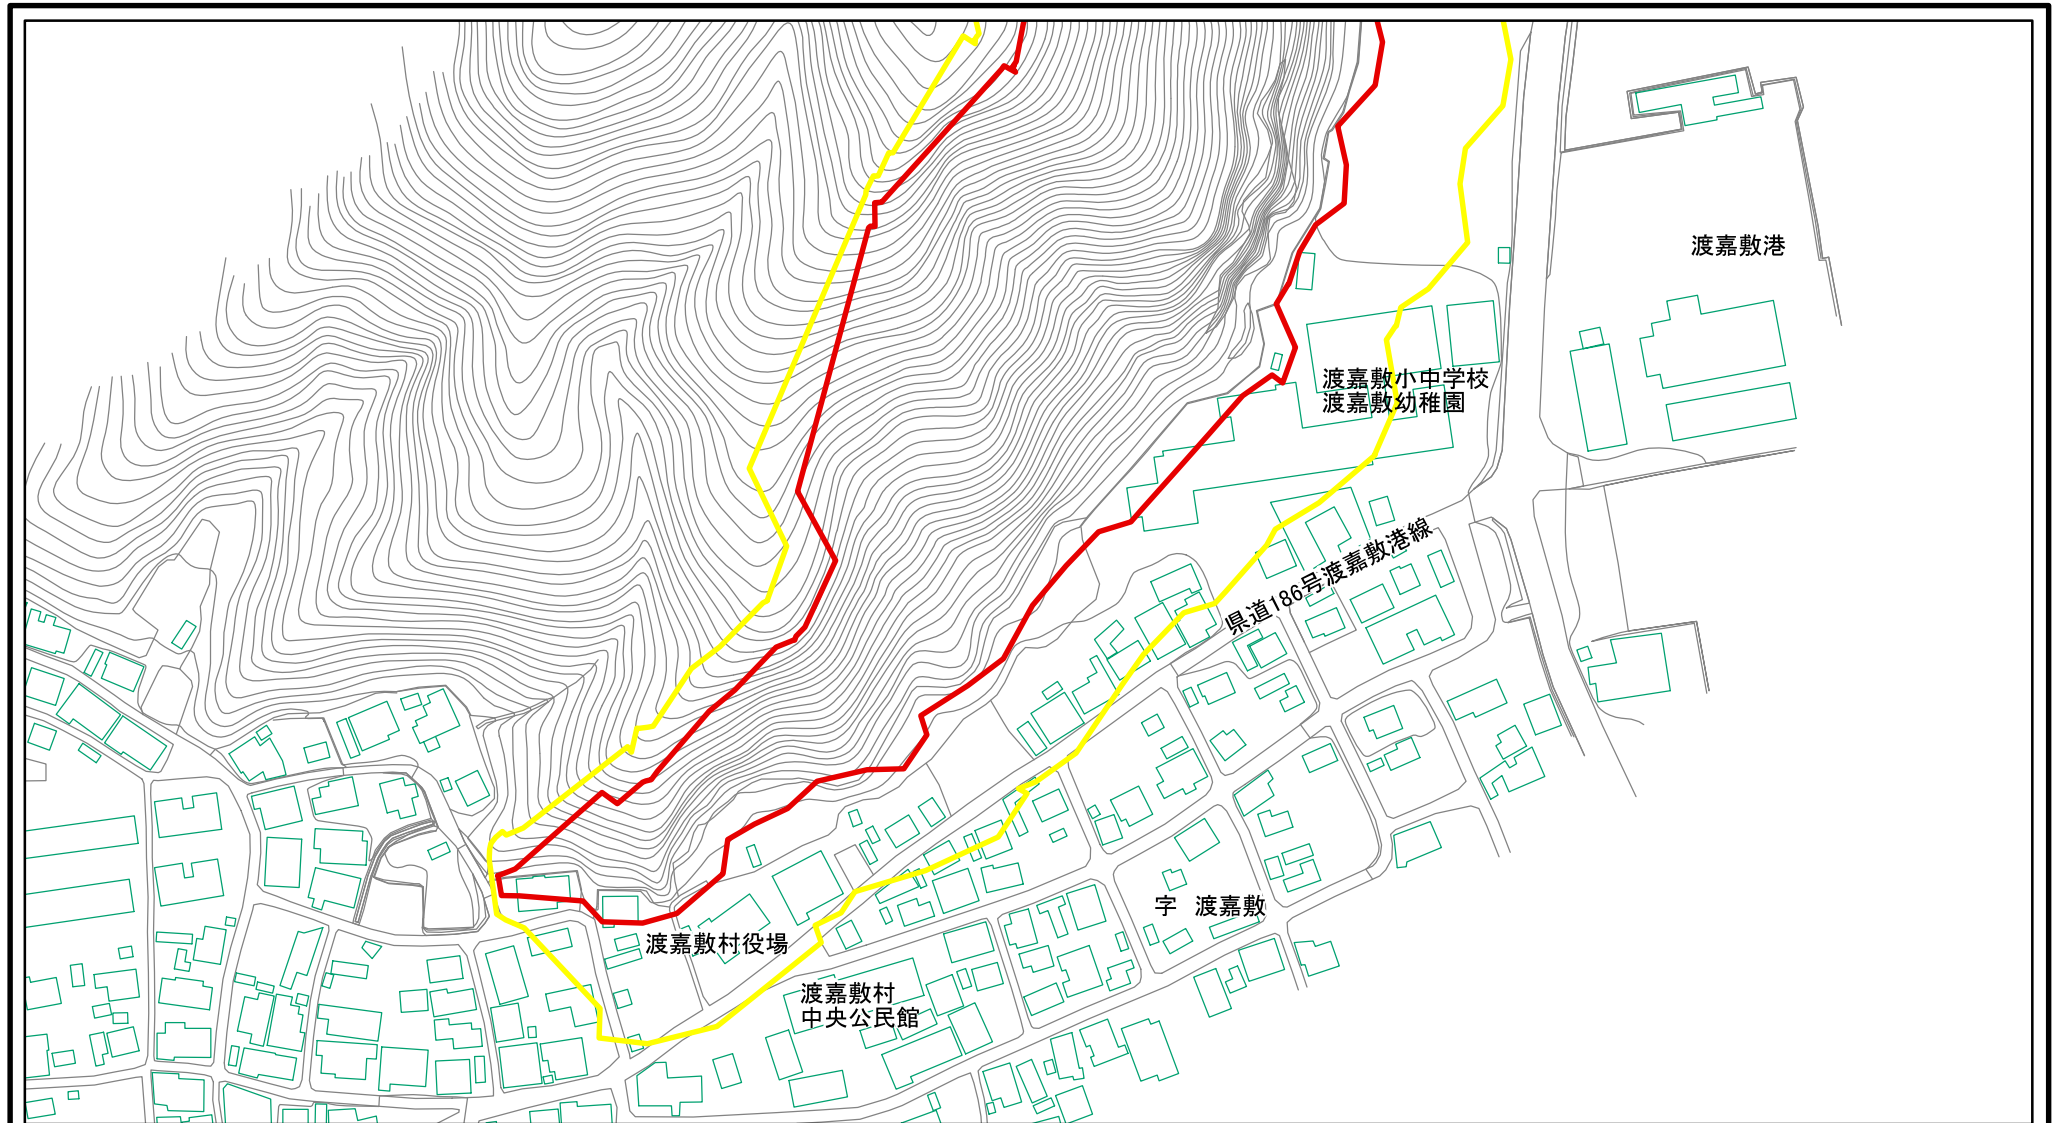 渡嘉敷港
渡嘉敷小中学校
渡嘉敷幼稚園
県道186号渡嘉敷港線
字　渡嘉敷
渡嘉敷村役場
渡嘉敷村
中央公民館